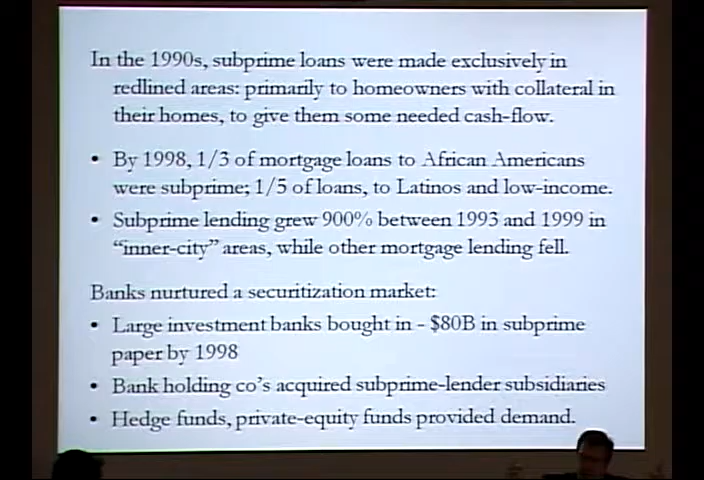 In the 1990s, subprime loans were made exclusively in
redlined areas: primarily to homeowners with collateral in
their homes, to give them some needed cash-flow.
• By 1998, 1/3 of mortgage loans to African Americans
were subprime; 1/5 of loans, to Latinos and low-income.
• Subprime lending grew 900% between 1993 and 1999 in
“inner-city” areas, while other mortgage lending fell.
Banks nurtured a securitization market:
• Large investment banks bought in - $80B in subprime
paper by 1998
• Bank holding co’s acquired subprime-lender subsidiaries
• Hedge funds, private-equity funds provided demand.